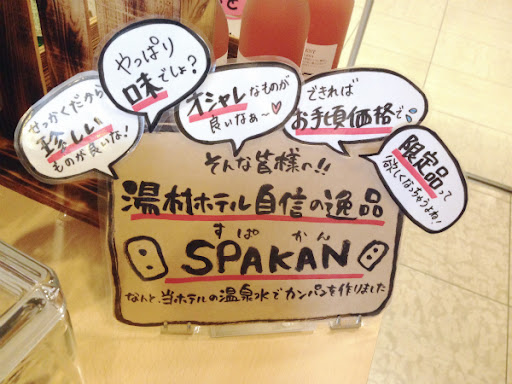 せっかくだから
珍しい
ものが良いな!
やっぱり
味でしょ?
オシャレなものが
良いなぁ~
できれば
お手頃価格で
限定品って
欲しくなっちゃうよね!
そんな皆様へ!!
湯村ホテル自信の逸品
すぱかん
SPAKAN
なんと、当ホテルの温泉水でカンパンを作りました